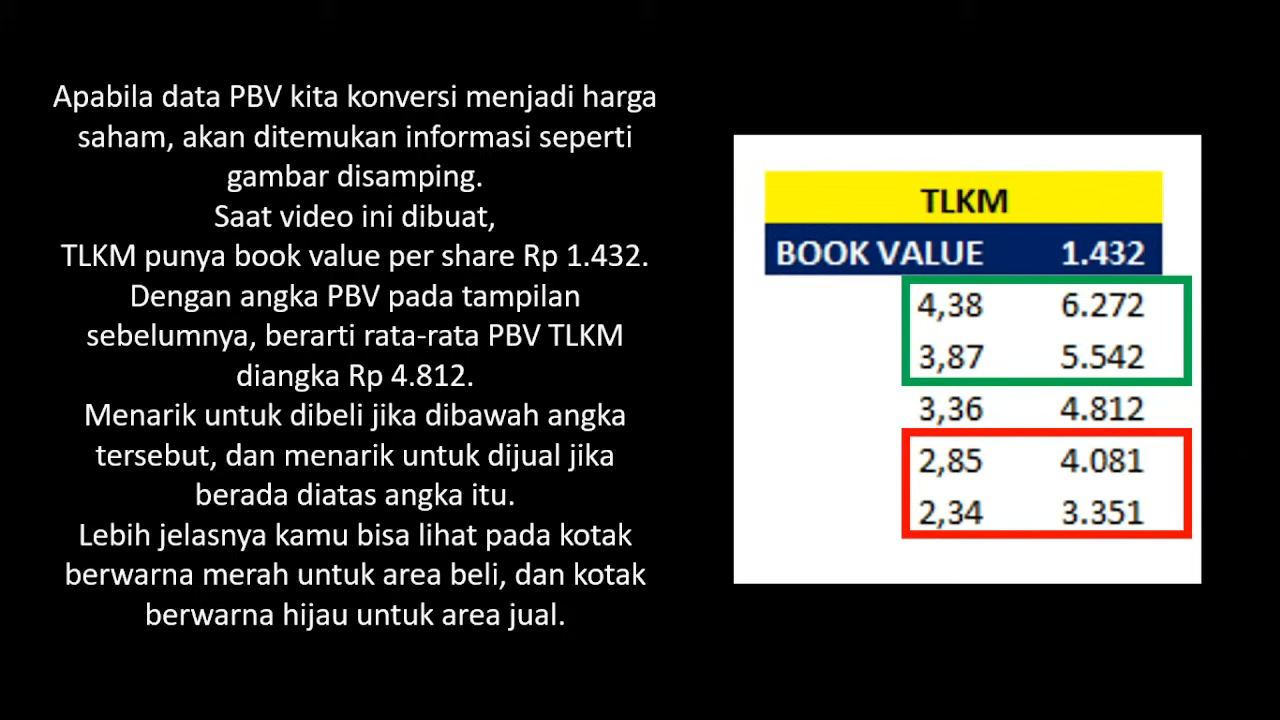 Apabila data PBV kita konversi menjadi harga
saham, akan ditemukan informasi seperti
gambar disamping.
Saat video ini dibuat,
TLKM punya book value per share Rp 1.432.
Dengan angka PBV pada tampilan
sebelumnya, berarti rata-rata PBV TLKM
diangka Rp 4.812.
Menarik untuk dibeli jika dibawah angka
tersebut, dan menarik untuk dijual jika
berada diatas angka itu.
Lebih jelasnya kamu bisa lihat pada kotak
berwarna merah untuk area beli, dan kotak
berwarna hijau untuk area jual.
TLKM
BOOK VALUE 1.432
4,38 6.272
3,87 5.542
3,36 4.812
2,85 4.081
2,34 3.351